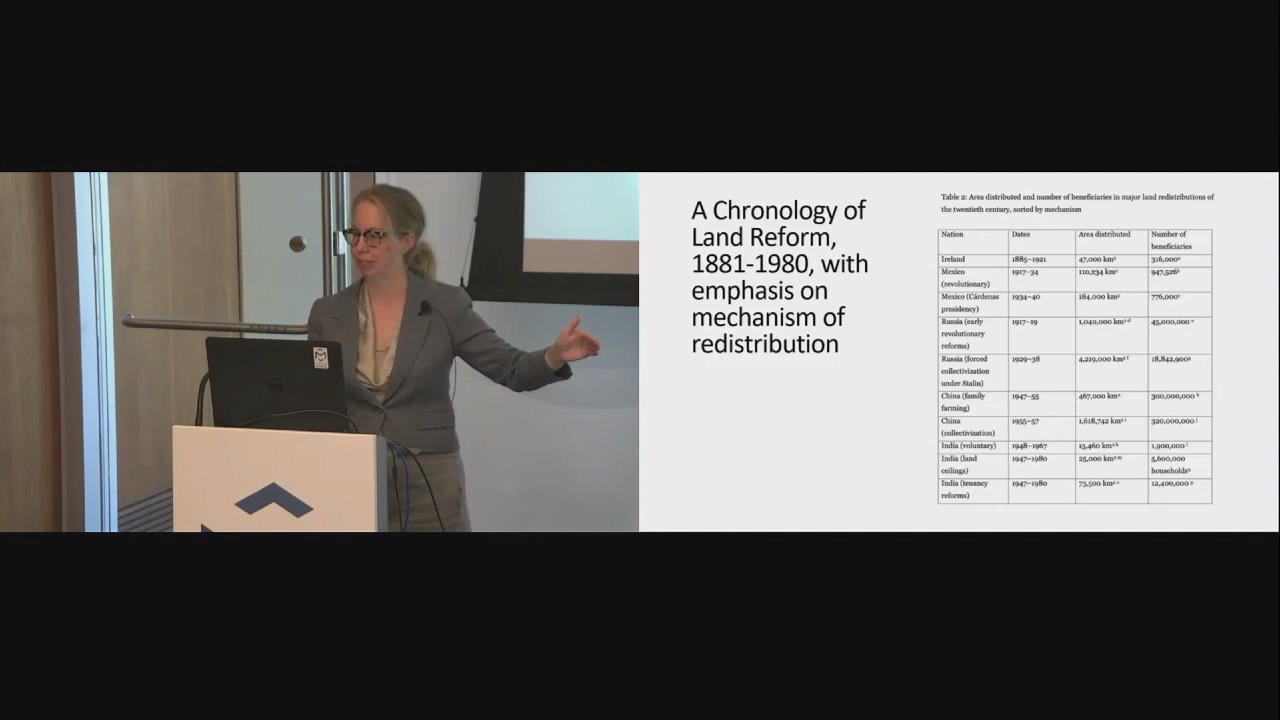 A Chronology of
Land Reform,
1881-1980, with
emphasis on
mechanism of
redistribution
Table 2: Area distributed and number of beneficiaries in major land redistributions of
the twentieth century, sorted by mechanism
Nation Dates Area distributed Number of
beneficiaries
Ireland 1885–1921 47,000 km² 316,000ᵃ
Mexico 1917–34 110,234 km² 947,526ᵇ
(revolutionary)
Mexico (Cárdenas 1934–40 184,000 km² 776,000ᶜ
presidency)
Russia (early 1917–19 1,040,000 km² ᵈ 45,000,000 ᵉ
revolutionary
reforms)
Russia (forced 1929–38 4,219,000 km² ᶠ 18,842,900ᵍ
collectivization
under Stalin)
China (family 1947–55 467,000 km² 300,000,000 ʰ
farming)
China 1955–57 1,618,742 km² ⁱ 320,000,000 ʲ
(collectivization)
India (voluntary) 1948–1967 15,460 km² ᵏ 1,900,000 ˡ
India (land 1947–1980 25,000 km² ᵐ 5,600,000
ceilings) householdsⁿ
India (tenancy 1947–1980 73,500 km² ᵒ 12,400,000 ᵖ
reforms)